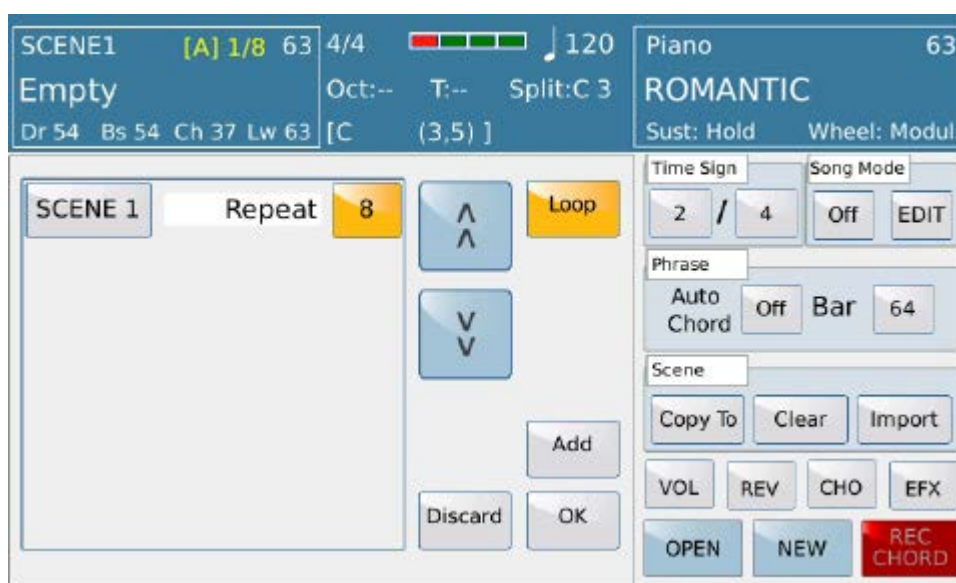 SCENE1 [A] 1/8 63
Empty
Dr 54 Bs 54 Ch 37 Lw 63
4/4 120
Oct:-- T:-- Split:C 3
[C (3,5) ]
Piano 63
ROMANTIC
Sust: Hold Wheel: Modul
SCENE 1 Repeat 8
^
^
v
v
Loop
Add
Discard OK
Time Sign Song Mode
2 / 4 Off EDIT
Phrase
Auto
Chord Off Bar 64
Scene
Copy To Clear Import
VOL REV CHO EFX
OPEN NEW REC
CHORD